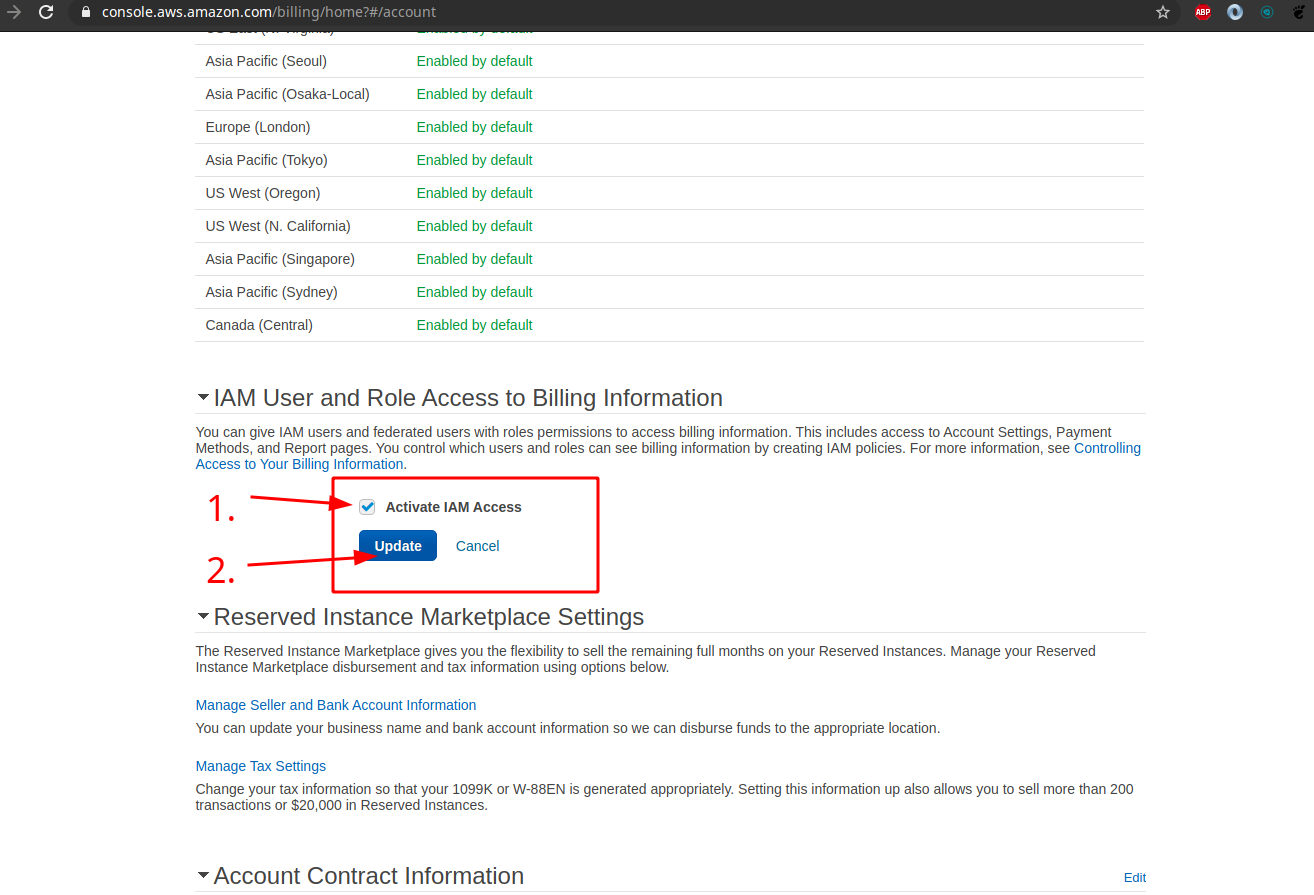 console.aws.amazon.com/billing/home?#/account
ABP
US East (N. Virginia) Enabled by default
Asia Pacific (Seoul) Enabled by default
Asia Pacific (Osaka-Local) Enabled by default
Europe (London) Enabled by default
Asia Pacific (Tokyo) Enabled by default
US West (Oregon) Enabled by default
US West (N. California) Enabled by default
Asia Pacific (Singapore) Enabled by default
Asia Pacific (Sydney) Enabled by default
Canada (Central) Enabled by default
IAM User and Role Access to Billing Information
You can give IAM users and federated users with roles permissions to access billing information. This includes access to Account Settings, Payment
Methods, and Report pages. You control which users and roles can see billing information by creating IAM policies. For more information, see Controlling
Access to Your Billing Information.
1. Activate IAM Access
Update Cancel
2.
Reserved Instance Marketplace Settings
The Reserved Instance Marketplace gives you the flexibility to sell the remaining full months on your Reserved Instances. Manage your Reserved
Instance Marketplace disbursement and tax information using options below.
Manage Seller and Bank Account Information
You can update your business name and bank account information so we can disburse funds to the appropriate location.
Manage Tax Settings
Change your tax information so that your 1099K or W-88EN is generated appropriately. Setting this information up also allows you to sell more than 200
transactions or $20,000 in Reserved Instances.
Account Contract Information Edit